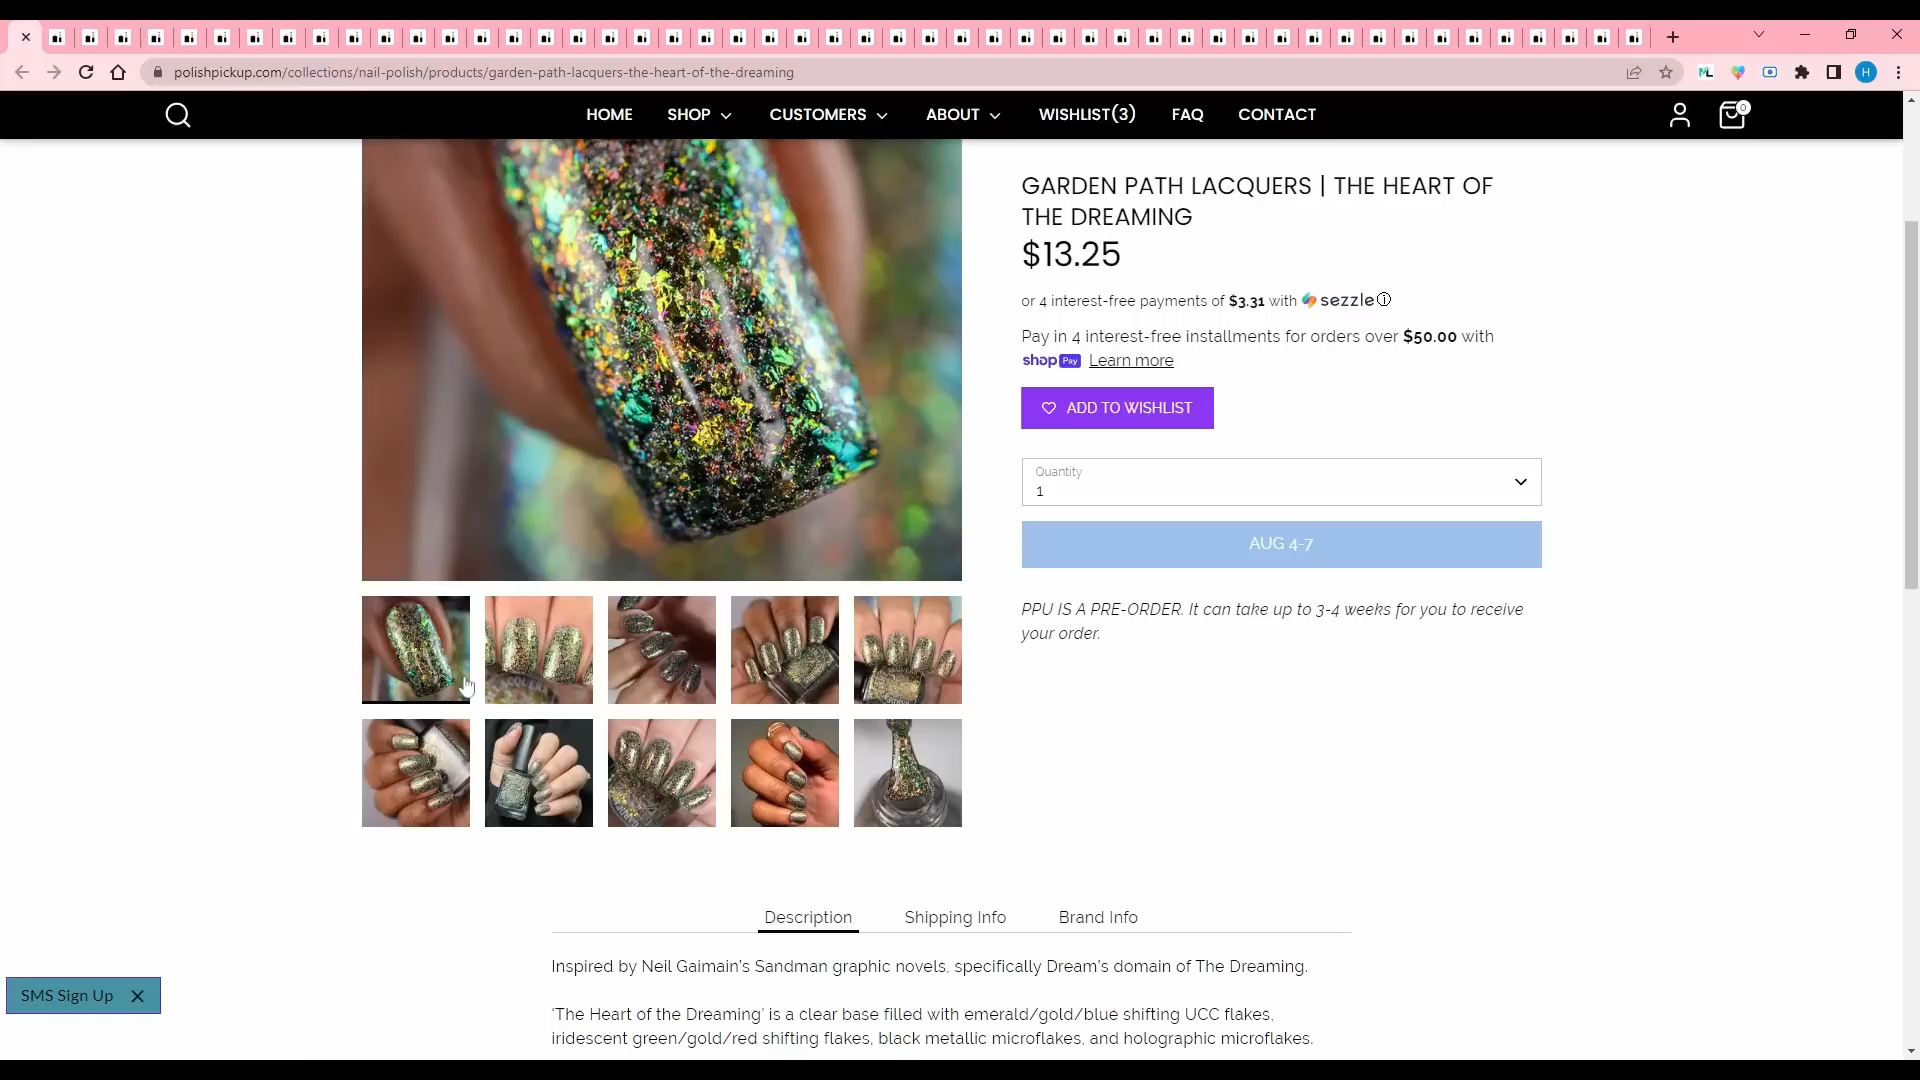 polishpickup.com/collections/nail-polish/products/garden-path-lacquers-the-heart-of-the-dreaming
ML
H
HOME
SHOP
CUSTOMERS
ABOUT
WISHLIST(3)
FAQ
CONTACT
0
GARDEN PATH LACQUERS | THE HEART OF
THE DREAMING
$13.25
or 4 interest-free payments of $3.31 with sezzle
Pay in 4 interest-free installments for orders over $50.00 with
shop Pay Learn more
ADD TO WISHLIST
Quantity
1
AUG 4-7
PPU IS A PRE-ORDER. It can take up to 3-4 weeks for you to receive
your order.
Description
Shipping Info
Brand Info
Inspired by Neil Gaimain's Sandman graphic novels, specifically Dream's domain of The Dreaming.
'The Heart of the Dreaming' is a clear base filled with emerald/gold/blue shifting UCC flakes,
iridescent green/gold/red shifting flakes, black metallic microflakes, and holographic microflakes.
SMS Sign Up